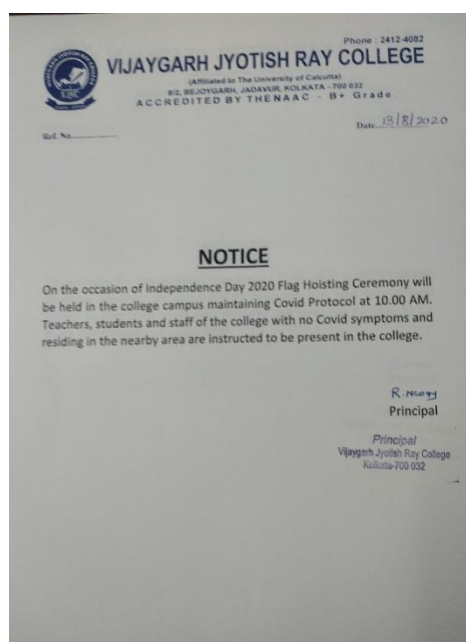 Phone : 2412-4082
VIJAYGARH JYOTISH RAY COLLEGE
(Affiliated to The University of Calcutta)
8/2, BEJOYGARH, JADAVUR, KOLKATA - 700 032
ACCREDITED BY THENAAC - B+ Grade
Ref. No.
Date. 13/8/2020
NOTICE
On the occasion of Independence Day 2020 Flag Hoisting Ceremony will
be held in the college campus maintaining Covid Protocol at 10.00 AM.
Teachers, students and staff of the college with no Covid symptoms and
residing in the nearby area are instructed to be present in the college.
Principal
Principal
Vijaygarh Jyotish Ray College
Kolkata-700 032